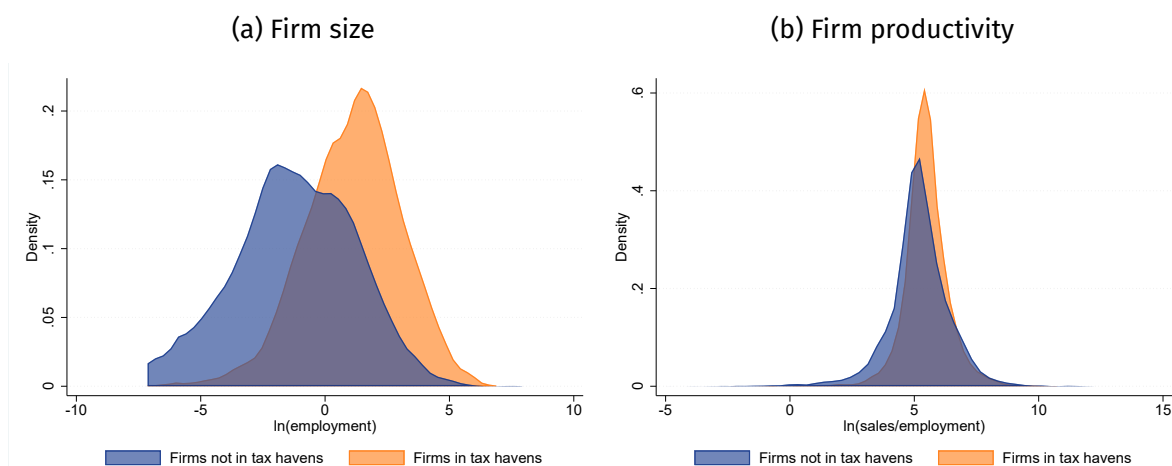 (a) Firm size
Density
0
.05
.1
.15
.2
-10 -5 0 5 10
ln(employment)
Firms not in tax havens Firms in tax havens
(b) Firm productivity
Density
0
.2
.4
.6
-5 0 5 10 15
ln(sales/employment)
Firms not in tax havens Firms in tax havens